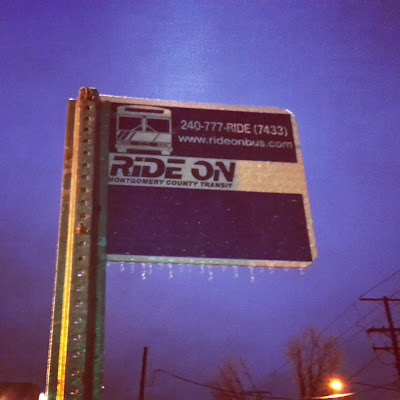 240-777-RIDE (7433)
www.rideonbus.com
RIDE ON
MONTGOMERY COUNTY TRANSIT